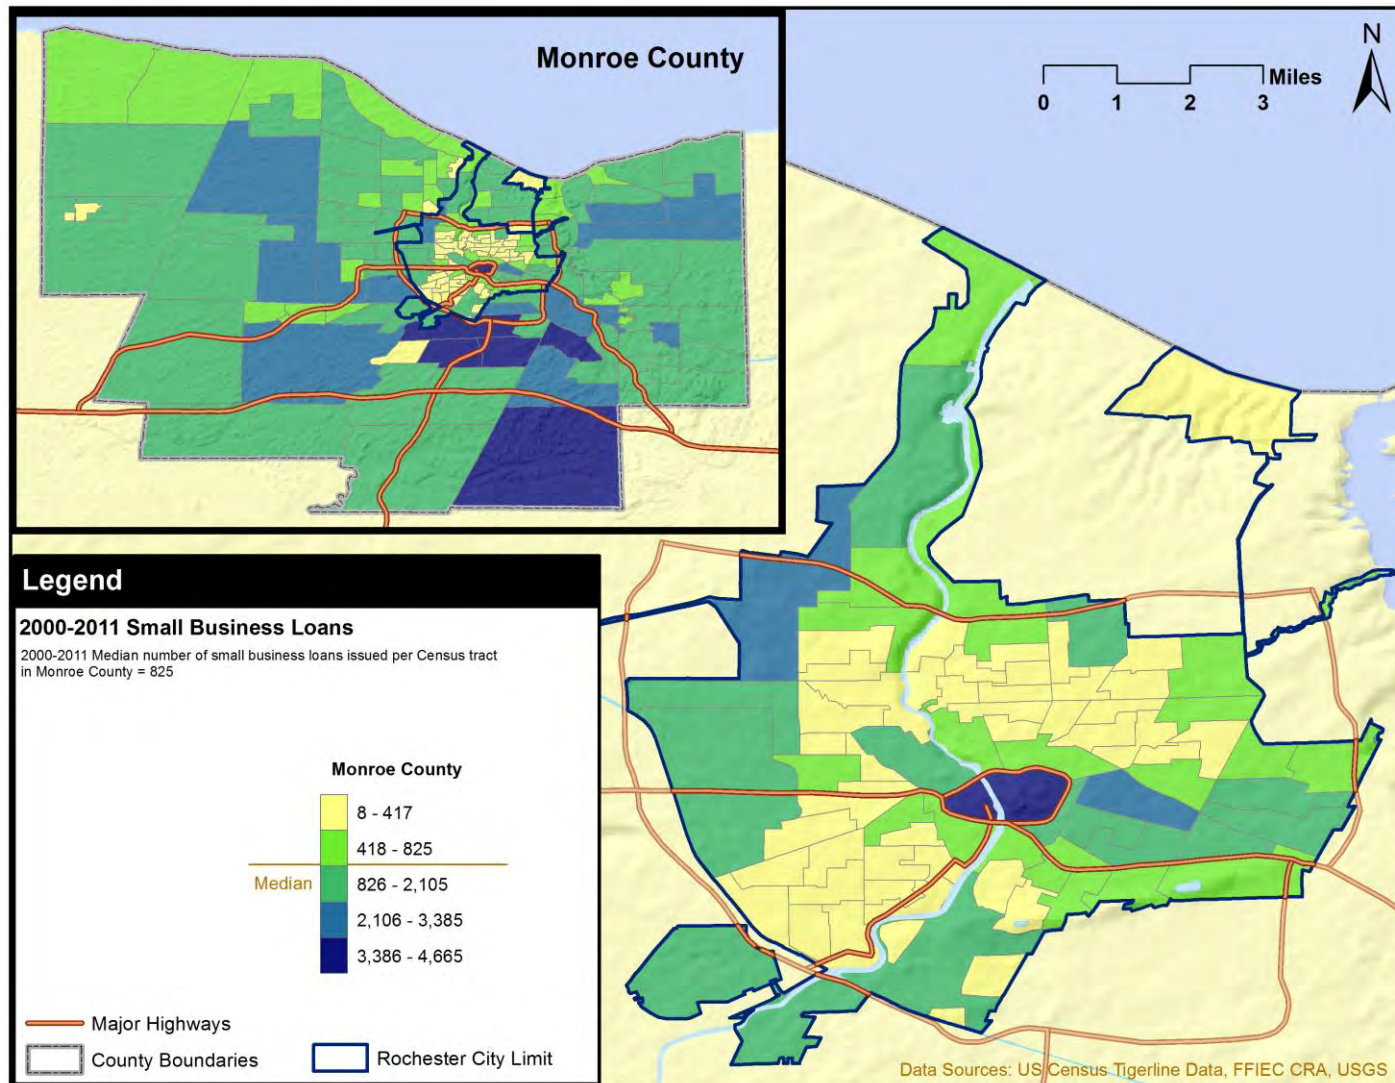 Monroe County
N
Miles
0 1 2 3
Legend
2000-2011 Small Business Loans
2000-2011 Median number of small business loans issued per Census tract
in Monroe County = 825
Monroe County
8 - 417
418 - 825
Median
826 - 2,105
2,106 - 3,385
3,386 - 4,665
Major Highways
County Boundaries
Rochester City Limit
Data Sources: US Census Tigerline Data, FFIEC CRA, USGS